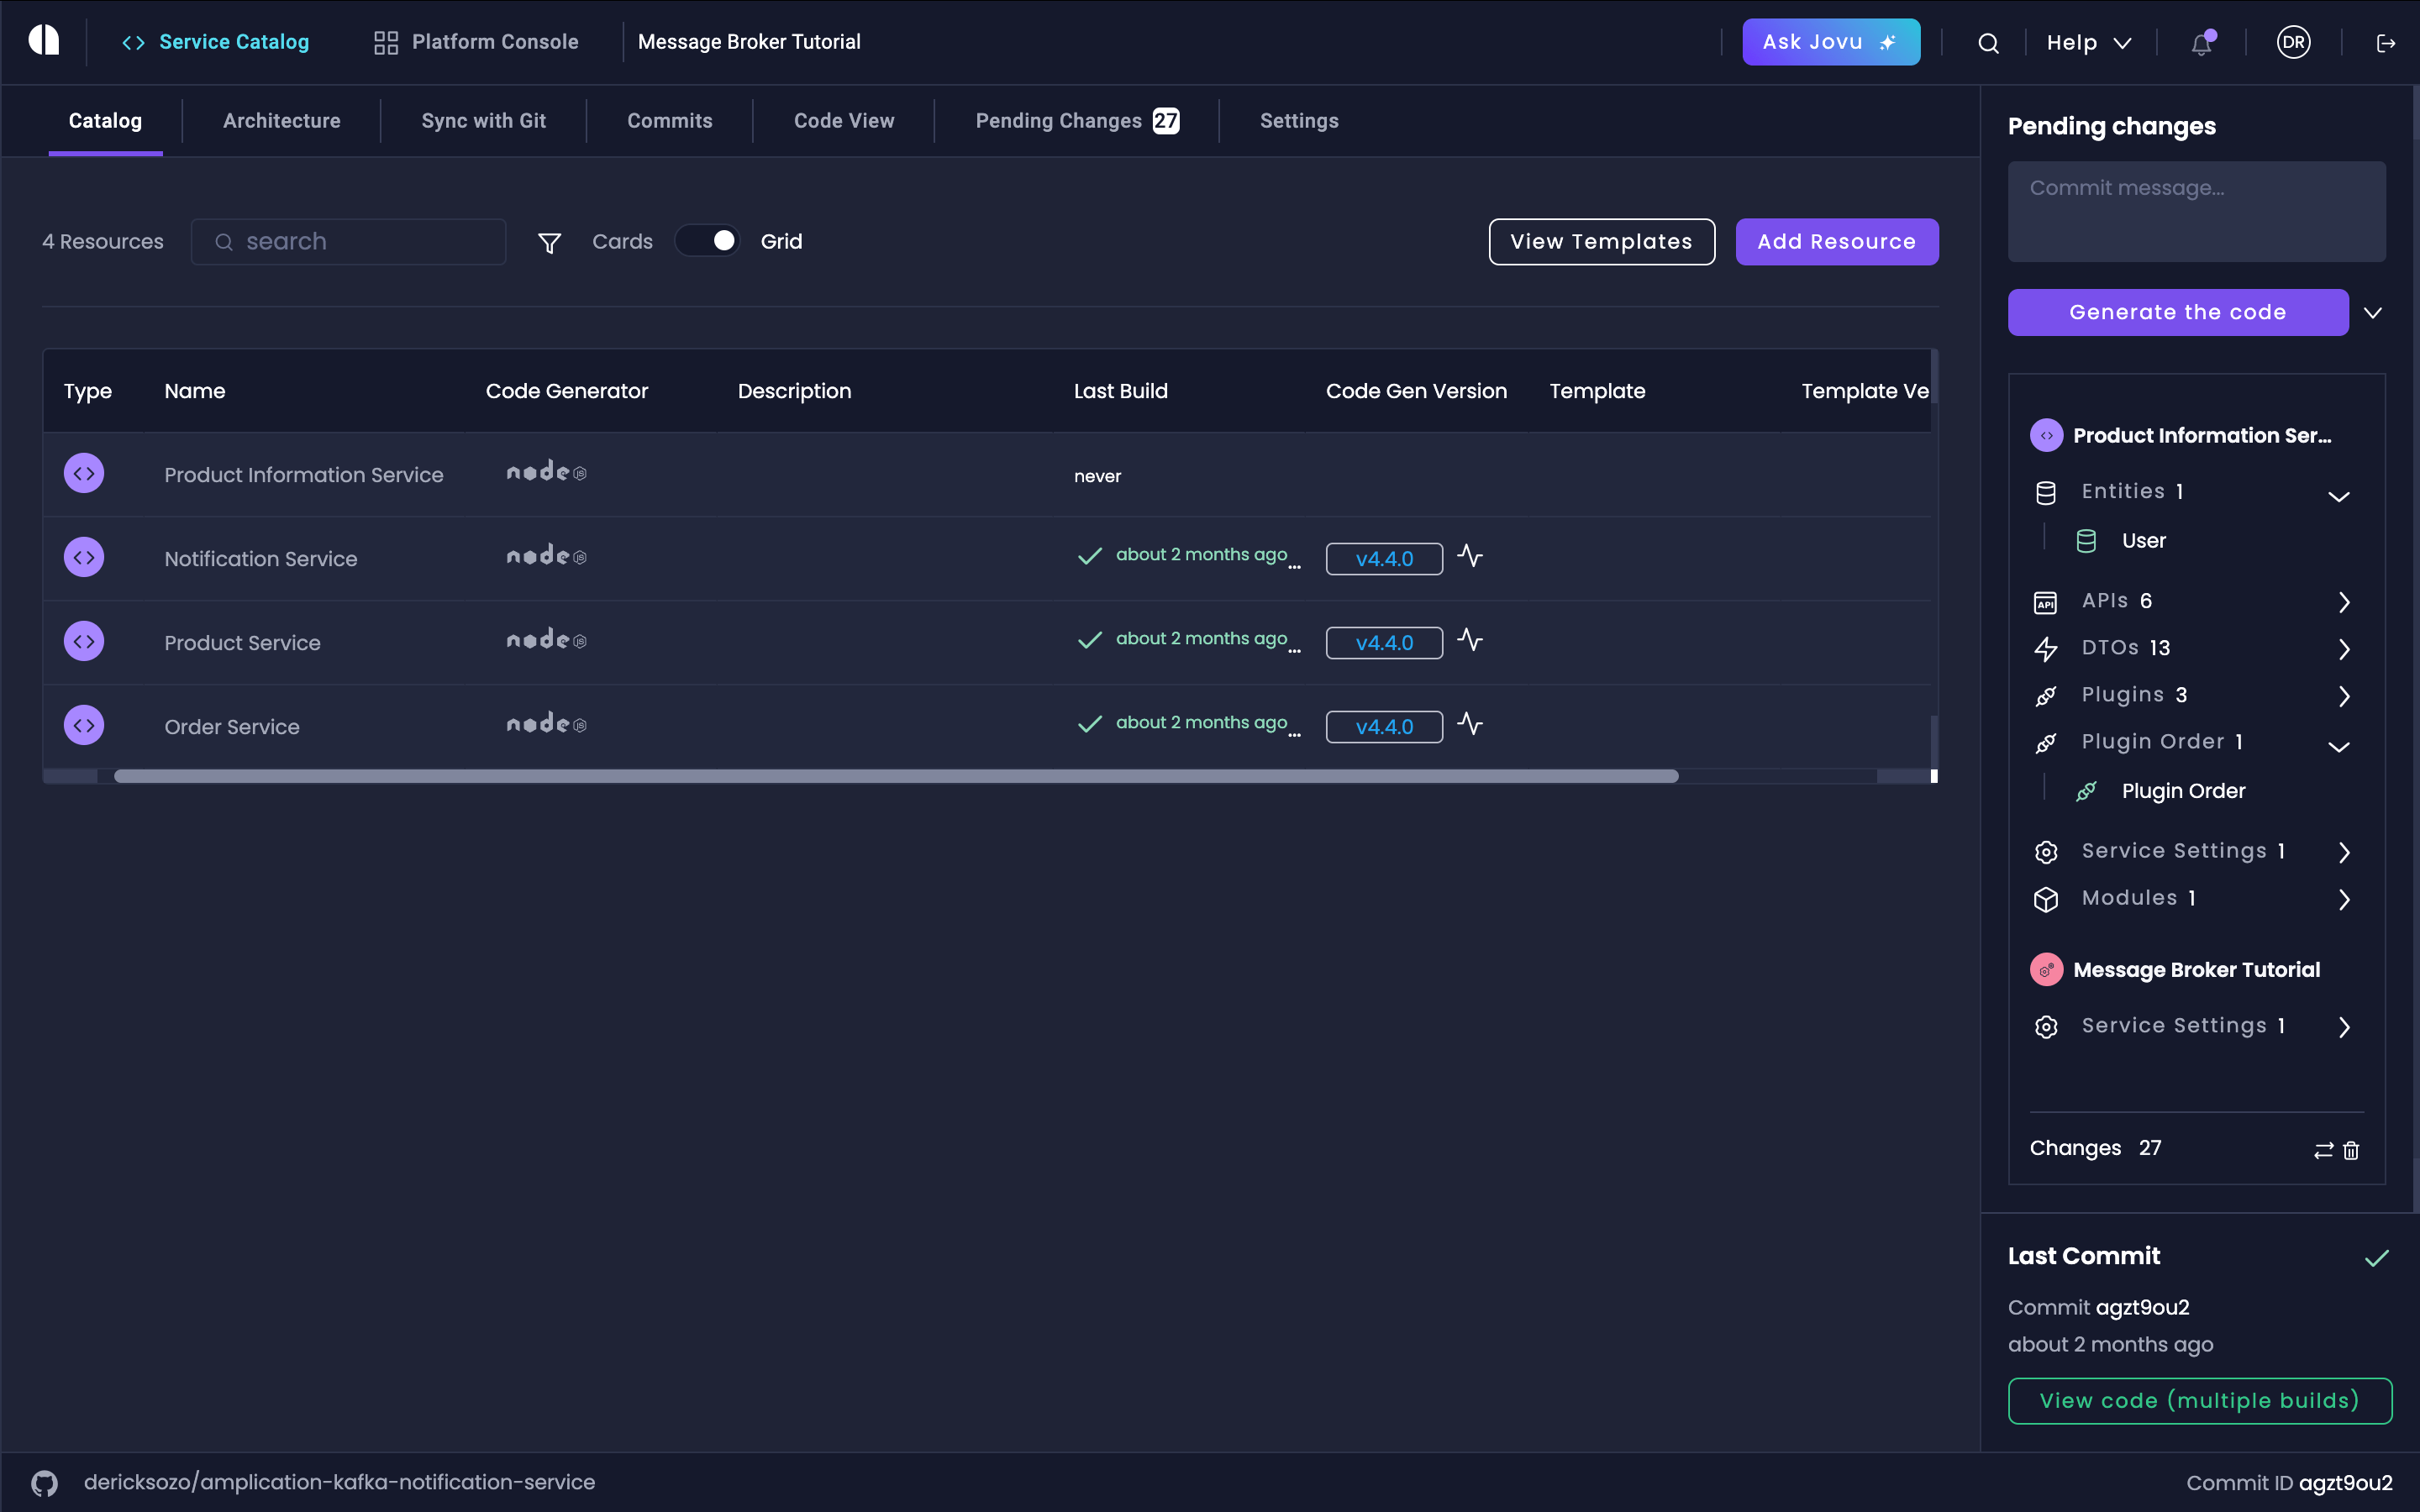 Service Catalog
Platform Console
Message Broker Tutorial
Ask Jovu
Help
DR
Catalog
Architecture
Sync with Git
Commits
Code View
Pending Changes 27
Settings
4 Resources
search
Cards
Grid
View Templates
Add Resource
Type Name Code Generator Description Last Build Code Gen Version Template Template Ve
Product Information Service node JS never
Notification Service node JS about 2 months ago ... v4.4.0
Product Service node JS about 2 months ago ... v4.4.0
Order Service node JS about 2 months ago ... v4.4.0
Pending changes
Commit message...
Generate the code
Product Information Ser...
Entities 1
User
API
APIs 6
DTOs 13
Plugins 3
Plugin Order 1
Plugin Order
Service Settings 1
Modules 1
Message Broker Tutorial
Service Settings 1
Changes 27
Last Commit
Commit agzt9ou2
about 2 months ago
View code (multiple builds)
dericksozo/amplication-kafka-notification-service
Commit ID agzt9ou2